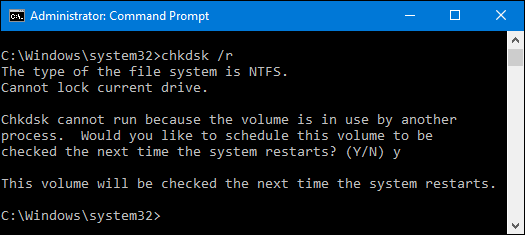 Administrator: Command Prompt
C:\Windows\system32>chkdsk /r
The type of the file system is NTFS.
Cannot lock current drive.
Chkdsk cannot run because the volume is in use by another
process.  Would you like to schedule this volume to be
checked the next time the system restarts? (Y/N) y
This volume will be checked the next time the system restarts.
C:\Windows\system32>